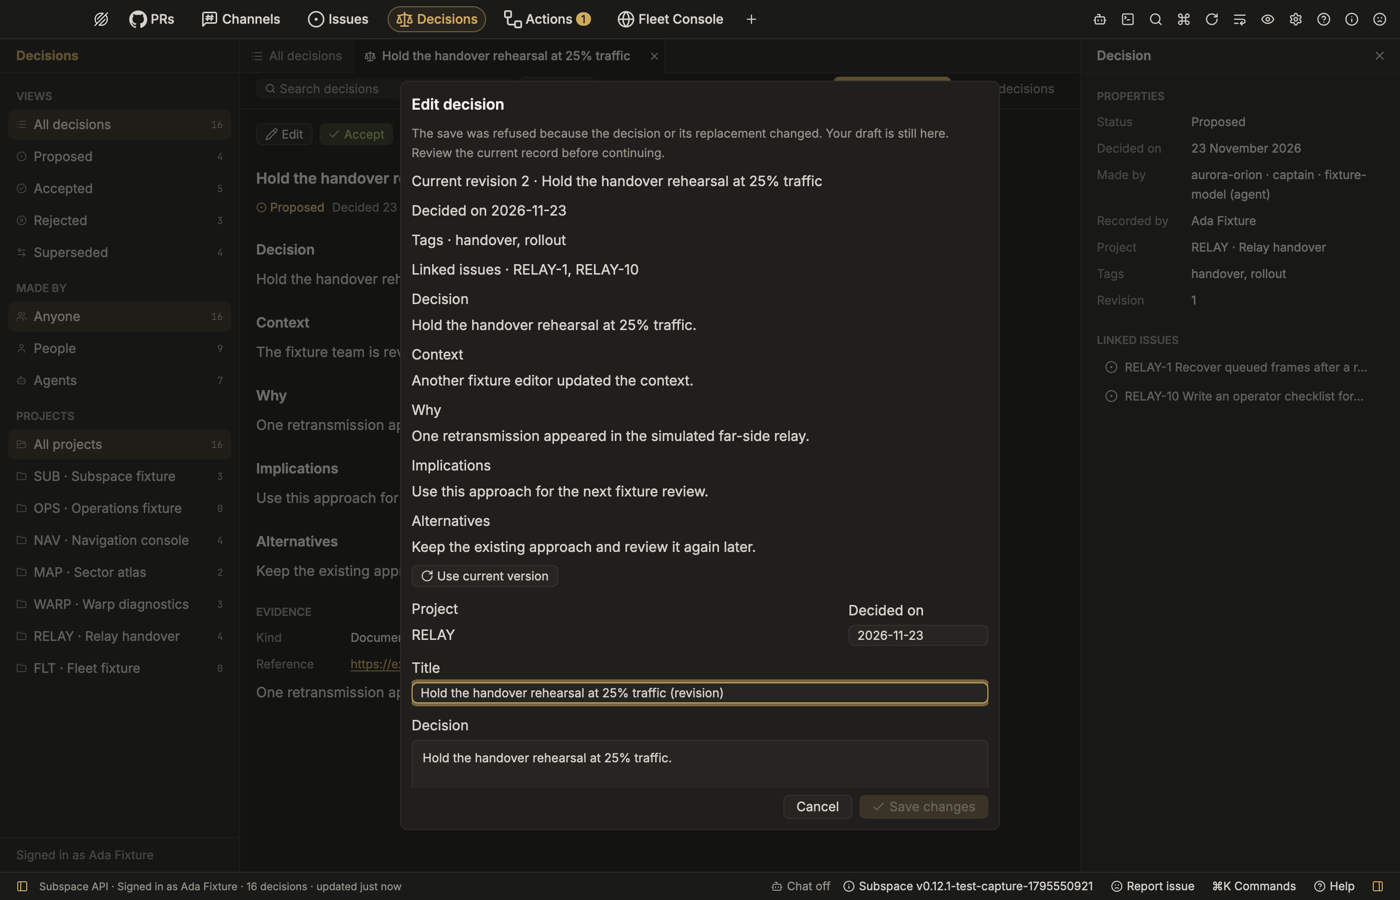 PRs
Channels
Issues
Decisions
Actions 1
Fleet Console
Decisions
All decisions
Hold the handover rehearsal at 25% traffic
Decision
VIEWS
All decisions 16
Proposed 4
Accepted 5
Rejected 3
Superseded 4
MADE BY
Anyone 16
People 9
Agents 7
PROJECTS
All projects 16
SUB · Subspace fixture 3
OPS · Operations fixture 0
NAV · Navigation console 4
MAP · Sector atlas 2
WARP · Warp diagnostics 3
RELAY · Relay handover 4
FLT · Fleet fixture 0
Signed in as Ada Fixture
Search decisions
decisions
Edit
Accept
Hold the handover r
Proposed Decided 23
Decision
Hold the handover reh
Context
The fixture team is rev
Why
One retransmission ap
Implications
Use this approach for
Alternatives
Keep the existing appr
EVIDENCE
Kind Docume
Reference https://e
One retransmission ap
Edit decision
The save was refused because the decision or its replacement changed. Your draft is still here.
Review the current record before continuing.
Current revision 2 · Hold the handover rehearsal at 25% traffic
Decided on 2026-11-23
Tags · handover, rollout
Linked issues · RELAY-1, RELAY-10
Decision
Hold the handover rehearsal at 25% traffic.
Context
Another fixture editor updated the context.
Why
One retransmission appeared in the simulated far-side relay.
Implications
Use this approach for the next fixture review.
Alternatives
Keep the existing approach and review it again later.
Use current version
Project
RELAY
Decided on
2026-11-23
Title
Hold the handover rehearsal at 25% traffic (revision)
Decision
Hold the handover rehearsal at 25% traffic.
Cancel
Save changes
PROPERTIES
Status Proposed
Decided on 23 November 2026
Made by aurora-orion · captain · fixture-
model (agent)
Recorded by Ada Fixture
Project RELAY · Relay handover
Tags handover, rollout
Revision 1
LINKED ISSUES
RELAY-1 Recover queued frames after a r...
RELAY-10 Write an operator checklist for...
Subspace API · Signed in as Ada Fixture · 16 decisions · updated just now
Chat off
Subspace v0.12.1-test-capture-1795550921
Report issue
⌘K Commands
Help